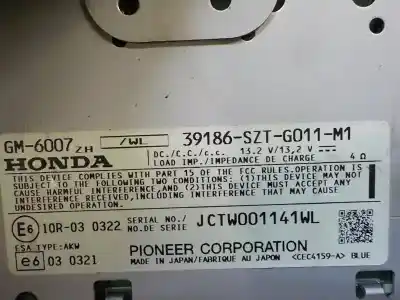 GM-6007ZH /WL 39186-SZT-G011-M1
HONDA DC./C.C./c.c. 13.2 V/13,2 V
LOAD IMP./IMPEDANCE DE CHARGE 4 Ω
THIS DEVICE COMPLIES WITH PART 15 OF THE FCC RULES. OPERATION IS
SUBJECT TO THE FOLLOWING TWO CONDITIONS: (1)THIS DEVICE MAY NOT
CAUSE HARMFUL INTERFERENCE, AND(2)THIS DEVICE MUST ACCEPT ANY
INTERFERENCE RECEIVED, INCLUDING INTERFERENCE THAT MAY CAUSE
UNDESIRED OPERATION.
E6 10R-03 0322 SERIAL NO./ NO.DE SERIE JCTW001141WL
ESA TYPE:AKW
e6 03 0321 PIONEER CORPORATION
MADE IN JAPAN/FABRIQUÉ AU JAPON <CEC4159-A> BLUE